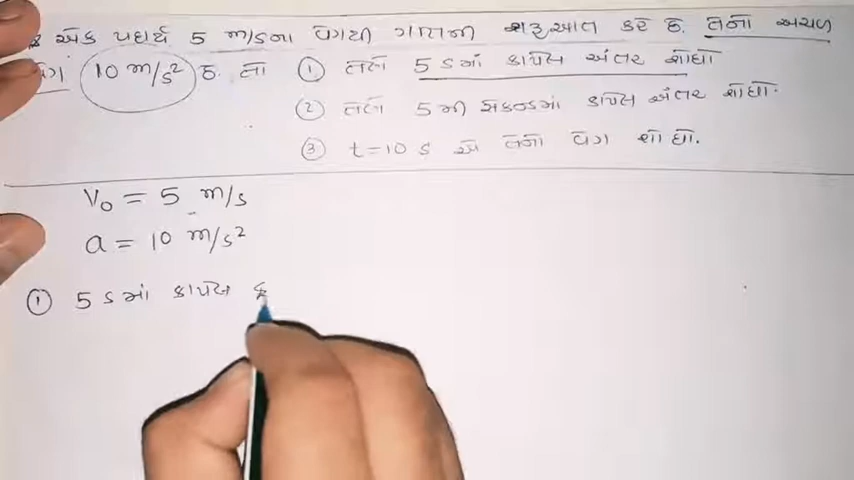 એક પદાર્થ 5 m/s ના વેગથી ગતિની શરૂઆત કરે છે. તેનો અચળ
વેગ 10 m/s² છે. તો ① તેણે 5 s માં કાપેલ અંતર શોધો
② તેણે 5 મી સેકન્ડમાં કાપેલ અંતર શોધો.
③ t = 10 s એ તેનો વેગ શોધો.
v₀ = 5 m/s
a = 10 m/s²
① 5 s માં કાપેલ